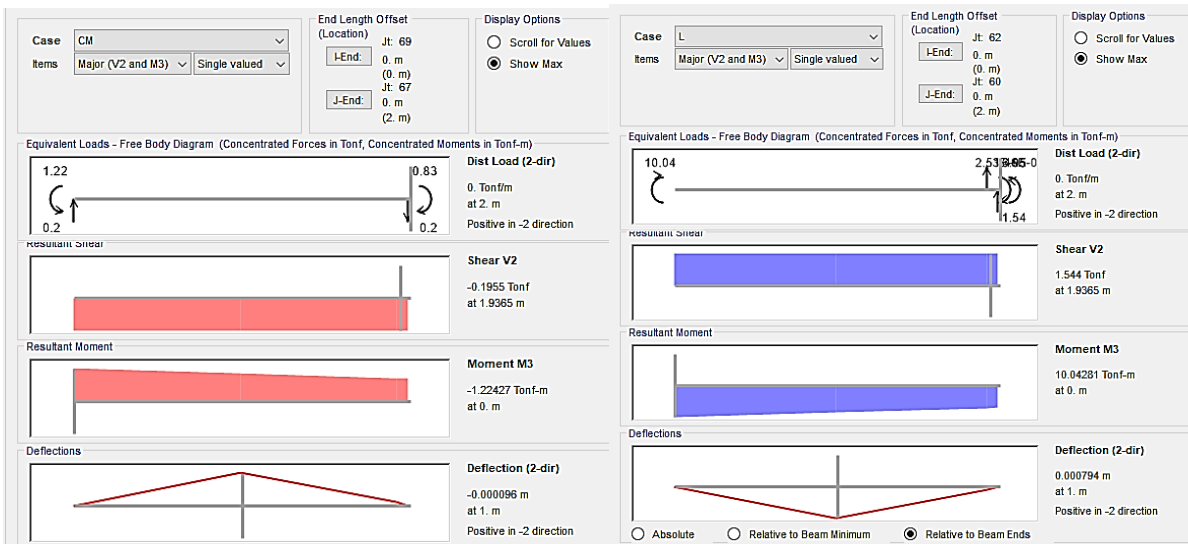 Case CM
Items Major (V2 and M3) Single valued
End Length Offset
(Location)
I-End:
Jt: 69
0. m
(0. m)
J-End:
Jt: 67
0. m
(2. m)
Display Options
Scroll for Values
Show Max
Equivalent Loads - Free Body Diagram (Concentrated Forces in Tonf, Concentrated Moments in Tonf-m)
1.22
0.83
0.2
0.2
Dist Load (2-dir)
0. Tonf/m
at 2. m
Positive in -2 direction
Resultant Shear
Shear V2
-0.1955 Tonf
at 1.9365 m
Resultant Moment
Moment M3
-1.22427 Tonf-m
at 0. m
Deflections
Deflection (2-dir)
-0.000096 m
at 1. m
Positive in -2 direction
Case L
Items Major (V2 and M3) Single valued
End Length Offset
(Location)
I-End:
Jt: 62
0. m
(0. m)
J-End:
Jt: 60
0. m
(2. m)
Display Options
Scroll for Values
Show Max
Equivalent Loads - Free Body Diagram (Concentrated Forces in Tonf, Concentrated Moments in Tonf-m)
10.04
1.54
Dist Load (2-dir)
0. Tonf/m
at 2. m
Positive in -2 direction
Resultant Shear
Shear V2
1.544 Tonf
at 1.9365 m
Resultant Moment
Moment M3
10.04281 Tonf-m
at 0. m
Deflections
Deflection (2-dir)
0.000794 m
at 1. m
Positive in -2 direction
Absolute
Relative to Beam Minimum
Relative to Beam Ends